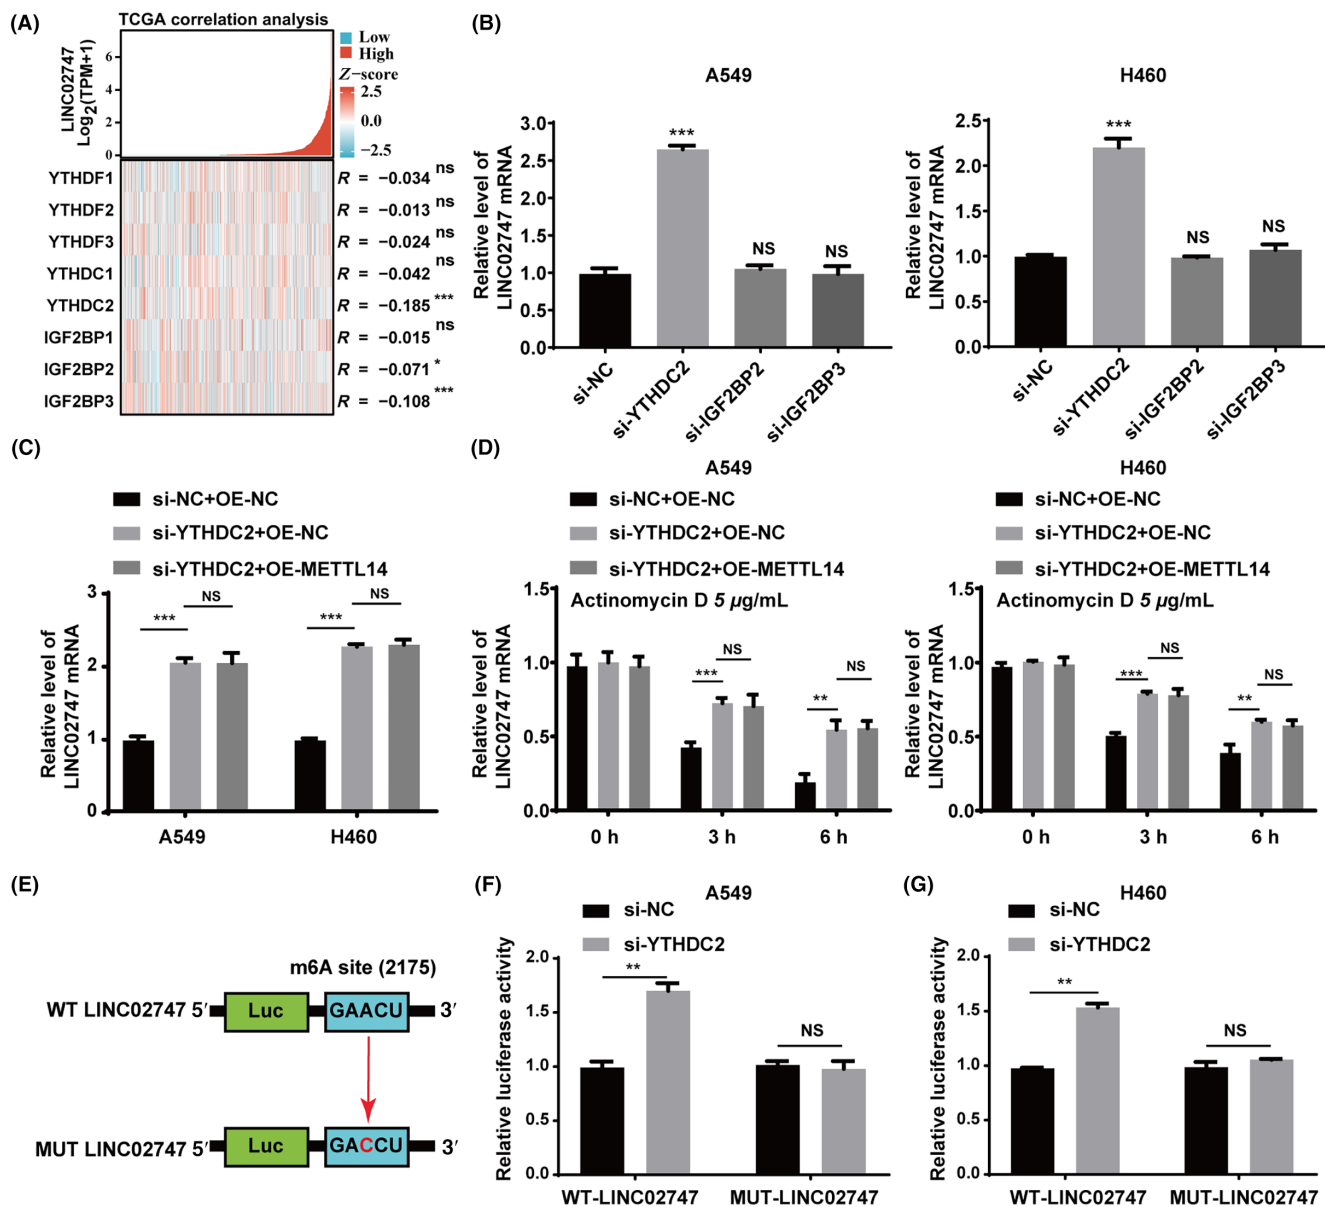 (A)
TCGA correlation analysis
LINC02747
Log2(TPM+1)
6
4
2
0
Low
High
Z−score
2.5
0.0
−2.5
YTHDF1 R = −0.034 ns
YTHDF2 R = −0.013 ns
YTHDF3 R = −0.024 ns
YTHDC1 R = −0.042 ns
YTHDC2 R = −0.185 ***
IGF2BP1 R = −0.015 ns
IGF2BP2 R = −0.071 *
IGF2BP3 R = −0.108 ***
(B)
A549
Relative level of
LINC02747 mRNA
3.0
2.5
2.0
1.5
1.0
0.5
0.0
***
NS
NS
si-NC
si-YTHDC2
si-IGF2BP2
si-IGF2BP3
H460
Relative level of
LINC02747 mRNA
2.5
2.0
1.5
1.0
0.5
0.0
***
NS
NS
si-NC
si-YTHDC2
si-IGF2BP2
si-IGF2BP3
(C)
si-NC+OE-NC
si-YTHDC2+OE-NC
si-YTHDC2+OE-METTL14
Relative level of
LINC02747 mRNA
3
2
1
0
***
NS
***
NS
A549
H460
(D)
A549
si-NC+OE-NC
si-YTHDC2+OE-NC
si-YTHDC2+OE-METTL14
Actinomycin D 5 μg/mL
Relative level of
LINC02747 mRNA
1.5
1.0
0.5
0.0
***
NS
**
NS
0 h
3 h
6 h
H460
si-NC+OE-NC
si-YTHDC2+OE-NC
si-YTHDC2+OE-METTL14
Actinomycin D 5 μg/mL
Relative level of
LINC02747 mRNA
1.5
1.0
0.5
0.0
***
NS
**
NS
0 h
3 h
6 h
(E)
m6A site (2175)
WT LINC02747 5′ Luc GAACU 3′
MUT LINC02747 5′ Luc GACCU 3′
(F)
A549
si-NC
si-YTHDC2
Relative luciferase activity
2.0
1.5
1.0
0.5
0.0
**
NS
WT-LINC02747
MUT-LINC02747
(G)
H460
si-NC
si-YTHDC2
Relative luciferase activity
2.0
1.5
1.0
0.5
0.0
**
NS
WT-LINC02747
MUT-LINC02747